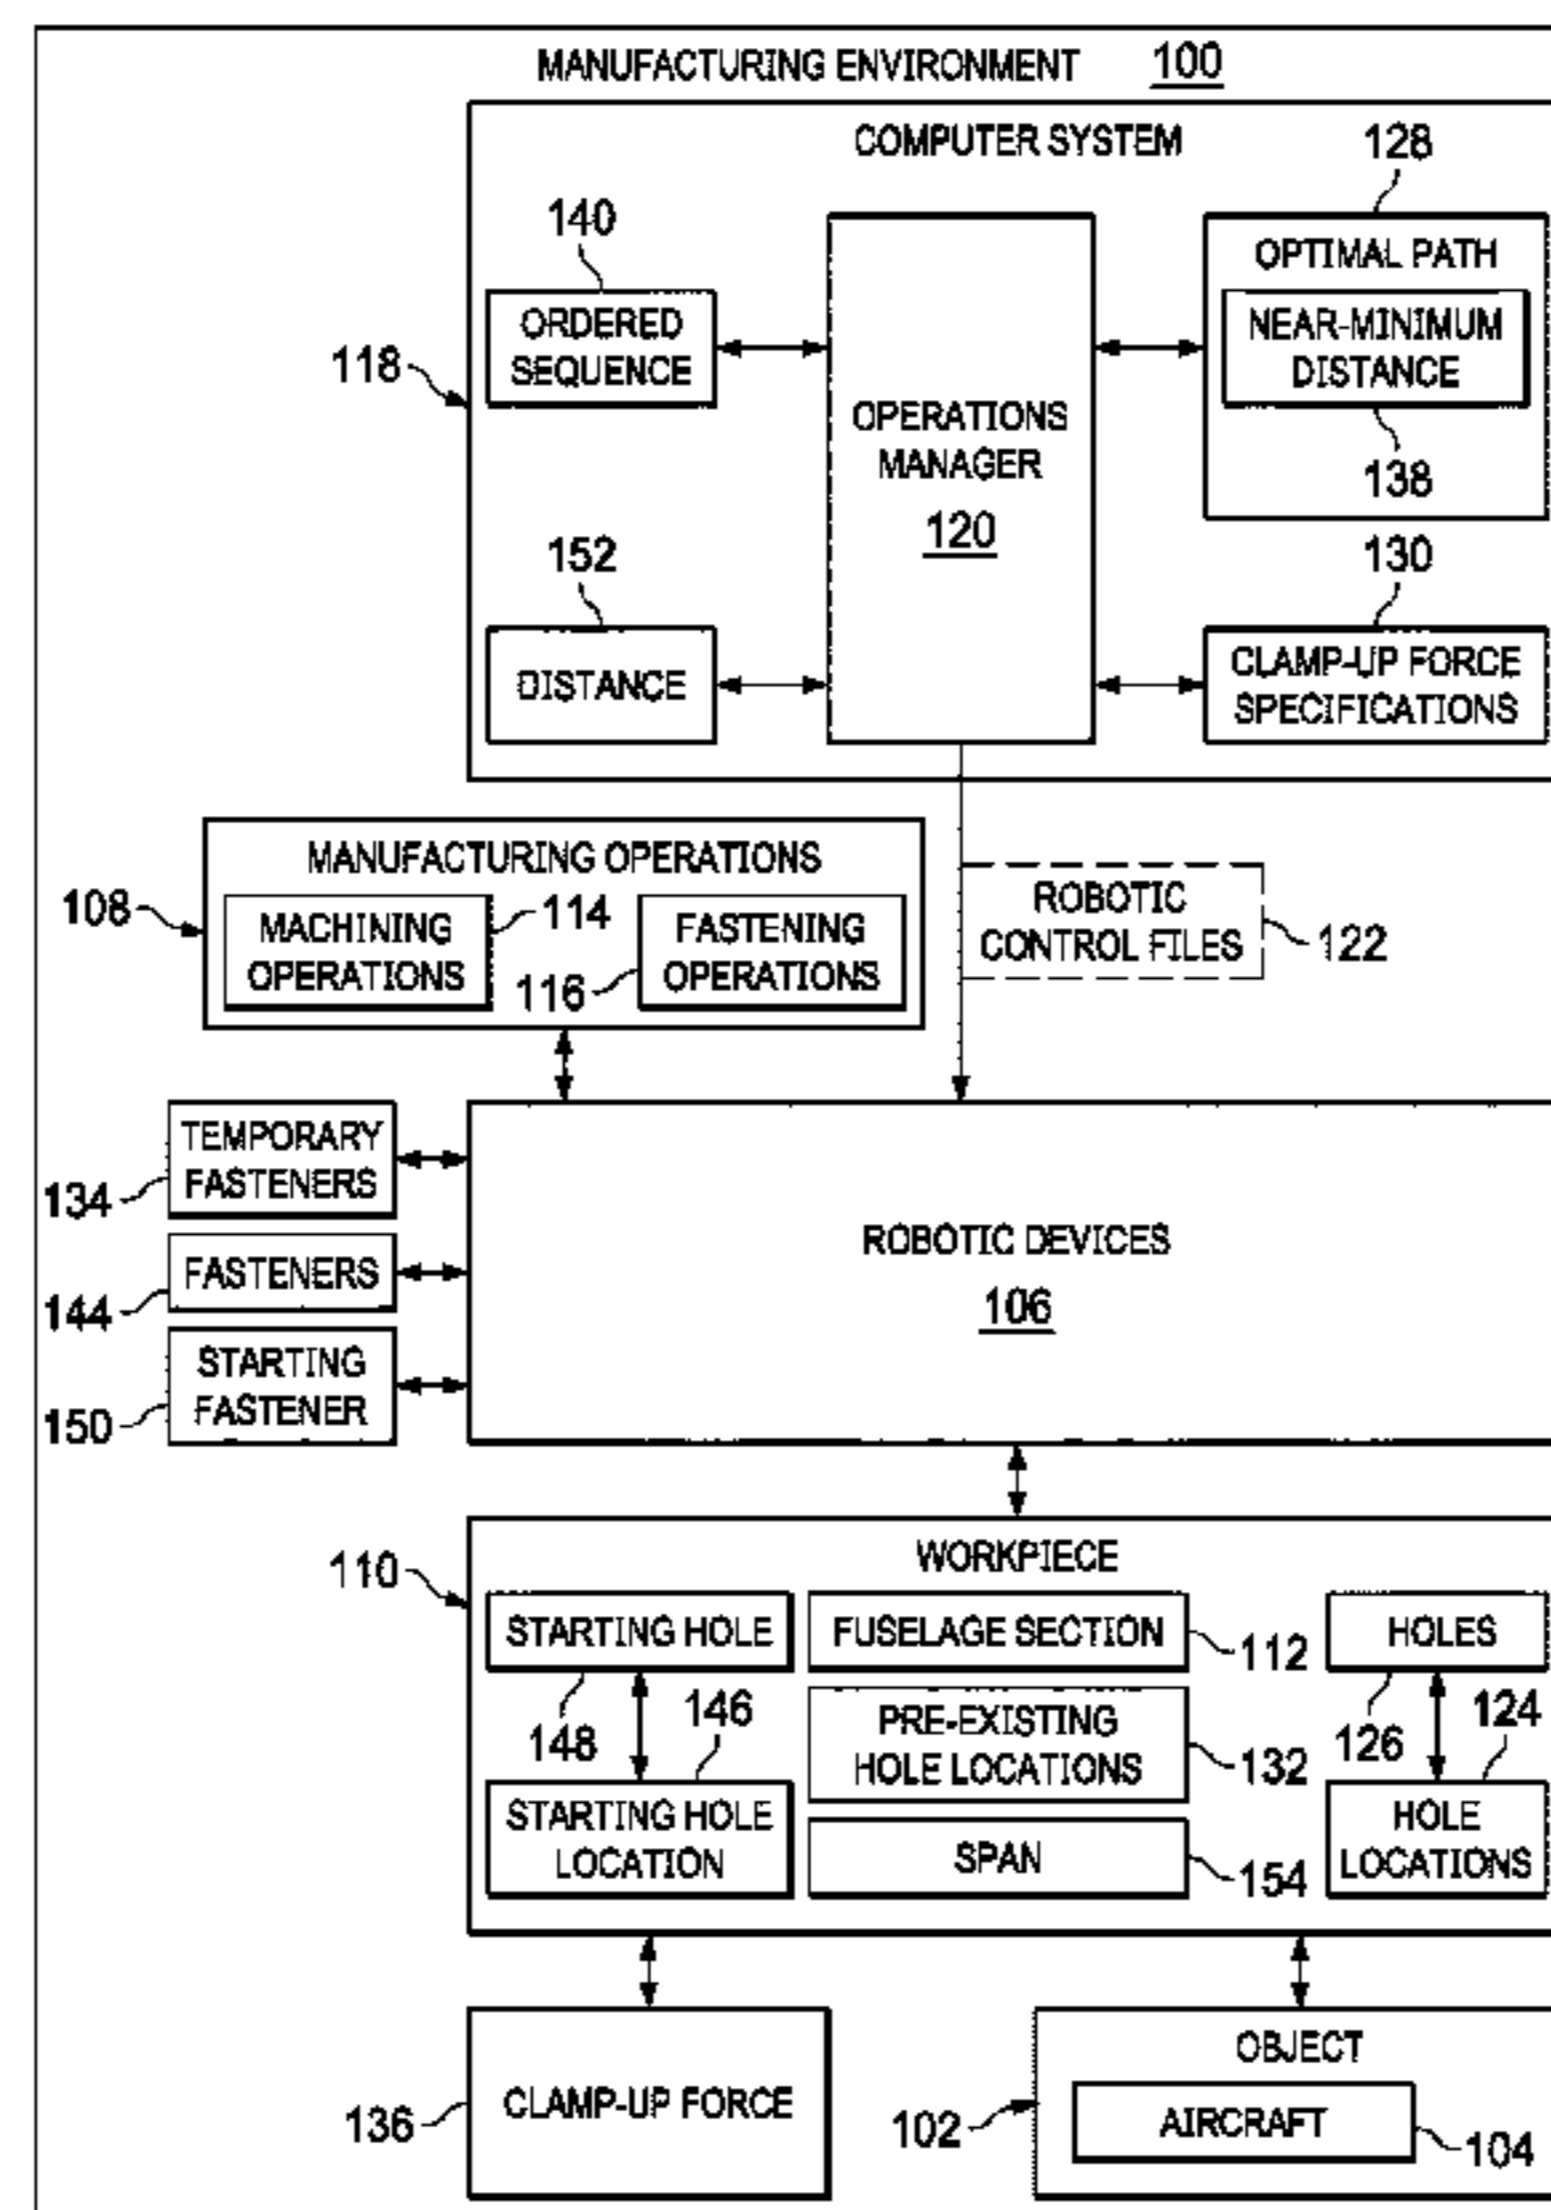 MANUFACTURING ENVIRONMENT 100
COMPUTER SYSTEM
128
140
OPTIMAL PATH
ORDERED
SEQUENCE
NEAR-MINIMUM
DISTANCE
118
OPERATIONS
MANAGER
120
138
152
130
DISTANCE
CLAMP-UP FORCE
SPECIFICATIONS
MANUFACTURING OPERATIONS
108
MACHINING
OPERATIONS
114
116
FASTENING
OPERATIONS
ROBOTIC
CONTROL FILES
122
TEMPORARY
FASTENERS
134
FASTENERS
144
STARTING
FASTENER
150
ROBOTIC DEVICES
106
WORKPIECE
110
STARTING HOLE
FUSELAGE SECTION
112
HOLES
148
146
PRE-EXISTING
HOLE LOCATIONS
132
126
124
STARTING HOLE
LOCATION
SPAN
154
HOLE
LOCATIONS
CLAMP-UP FORCE
136
OBJECT
102
AIRCRAFT
104